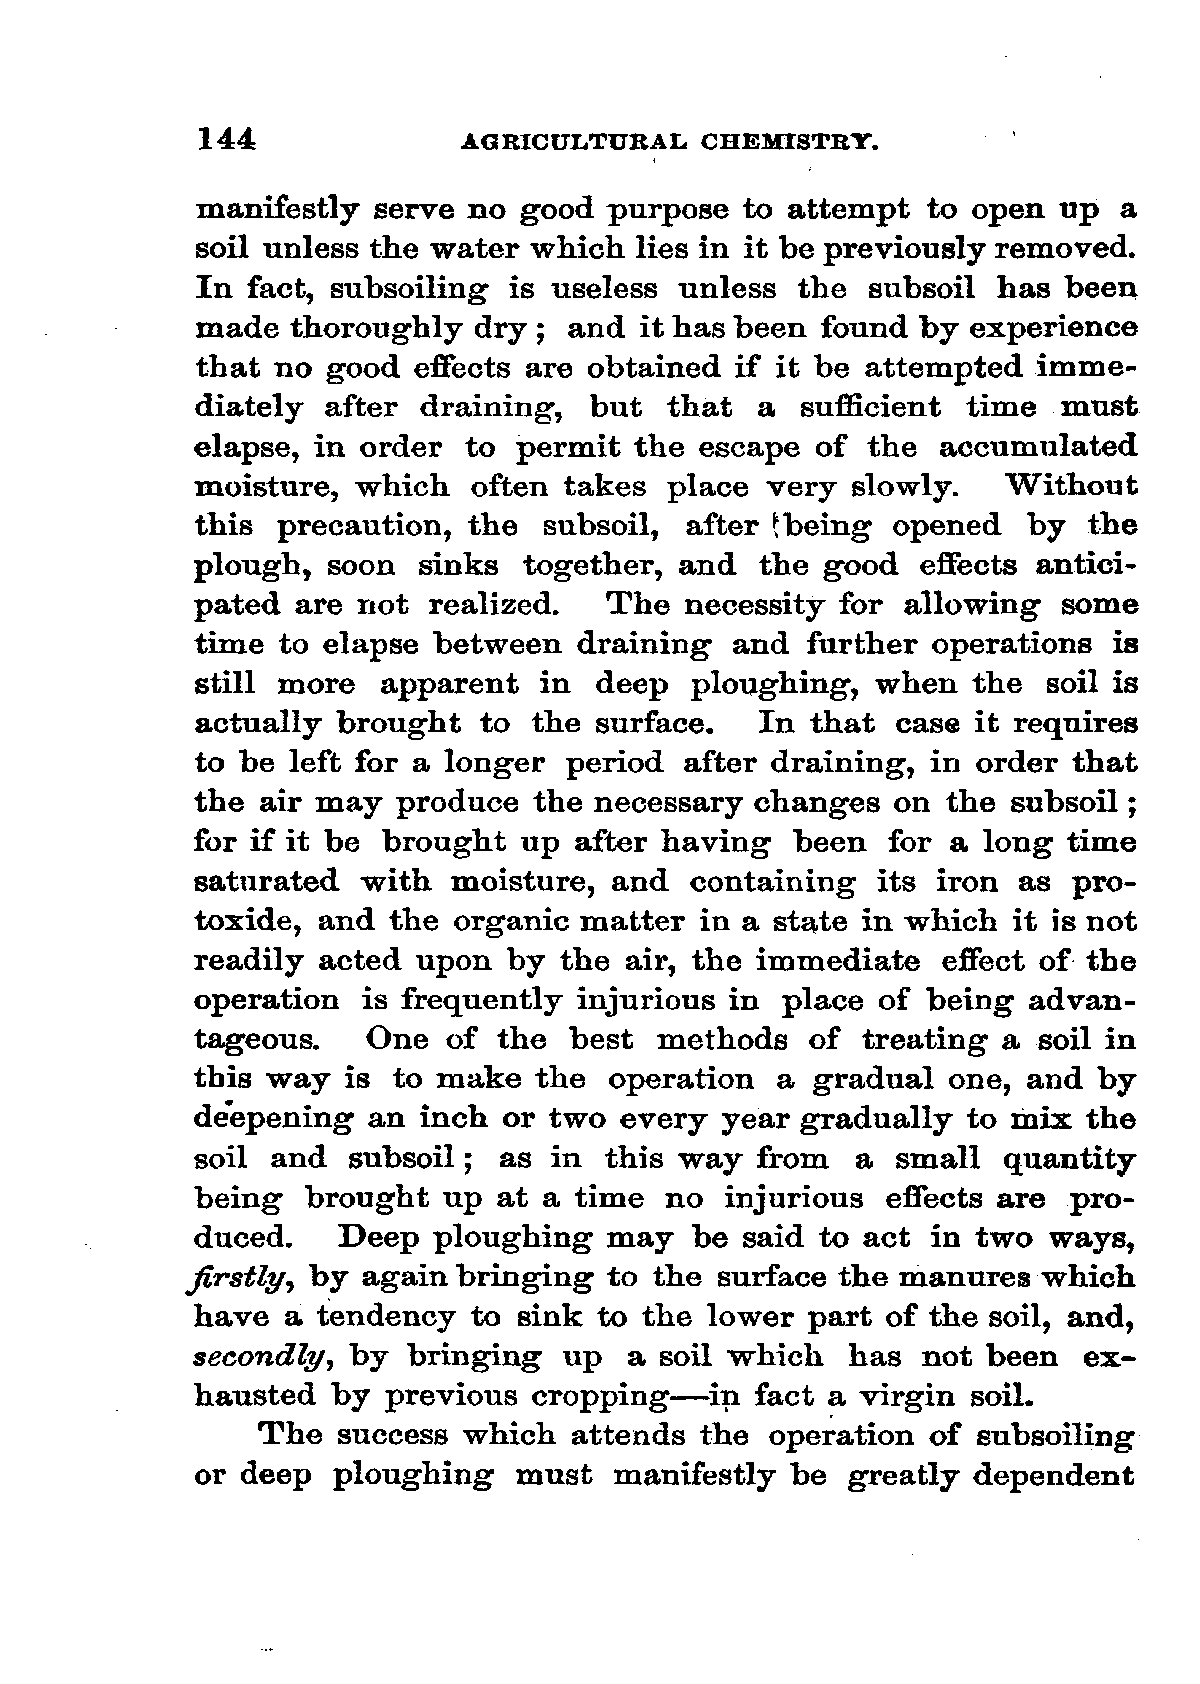 144 AGRICULTURAL CHEMISTRY.
manifestly serve no good purpose to attempt to open up a
soil unless the water which lies in it be previously removed.
In fact, subsoiling is useless unless the subsoil has been
made thoroughly dry ; and it has been found by experience
that no good effects are obtained if it be attempted imme-
diately after draining, but that a sufficient time must
elapse, in order to permit the escape of the accumulated
moisture, which often takes place very slowly. Without
this precaution, the subsoil, after being opened by the
plough, soon sinks together, and the good effects antici-
pated are not realized. The necessity for allowing some
time to elapse between draining and further operations is
still more apparent in deep ploughing, when the soil is
actually brought to the surface. In that case it requires
to be left for a longer period after draining, in order that
the air may produce the necessary changes on the subsoil ;
for if it be brought up after having been for a long time
saturated with moisture, and containing its iron as pro-
toxide, and the organic matter in a state in which it is not
readily acted upon by the air, the immediate effect of the
operation is frequently injurious in place of being advan-
tageous. One of the best methods of treating a soil in
this way is to make the operation a gradual one, and by
deepening an inch or two every year gradually to mix the
soil and subsoil ; as in this way from a small quantity
being brought up at a time no injurious effects are pro-
duced. Deep ploughing may be said to act in two ways,
firstly, by again bringing to the surface the manures which
have a tendency to sink to the lower part of the soil, and,
secondly, by bringing up a soil which has not been ex-
hausted by previous cropping—in fact a virgin soil.
The success which attends the operation of subsoiling
or deep ploughing must manifestly be greatly dependent